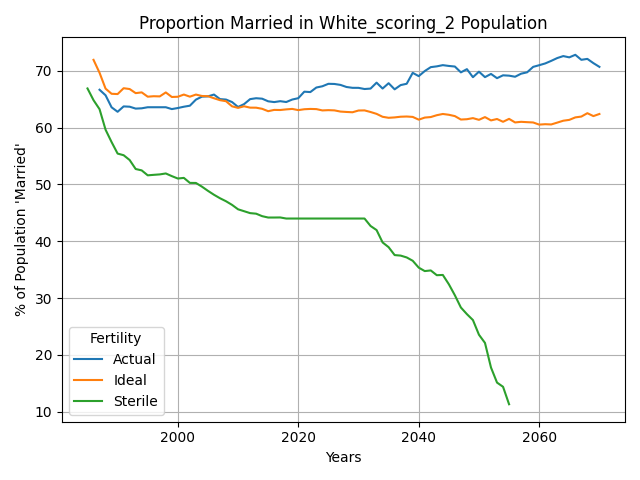 Proportion Married in White_scoring_2 Population
% of Population 'Married'
70
60
50
40
30
20
10
Fertility
Actual
Ideal
Sterile
2000 2020 2040 2060
Years